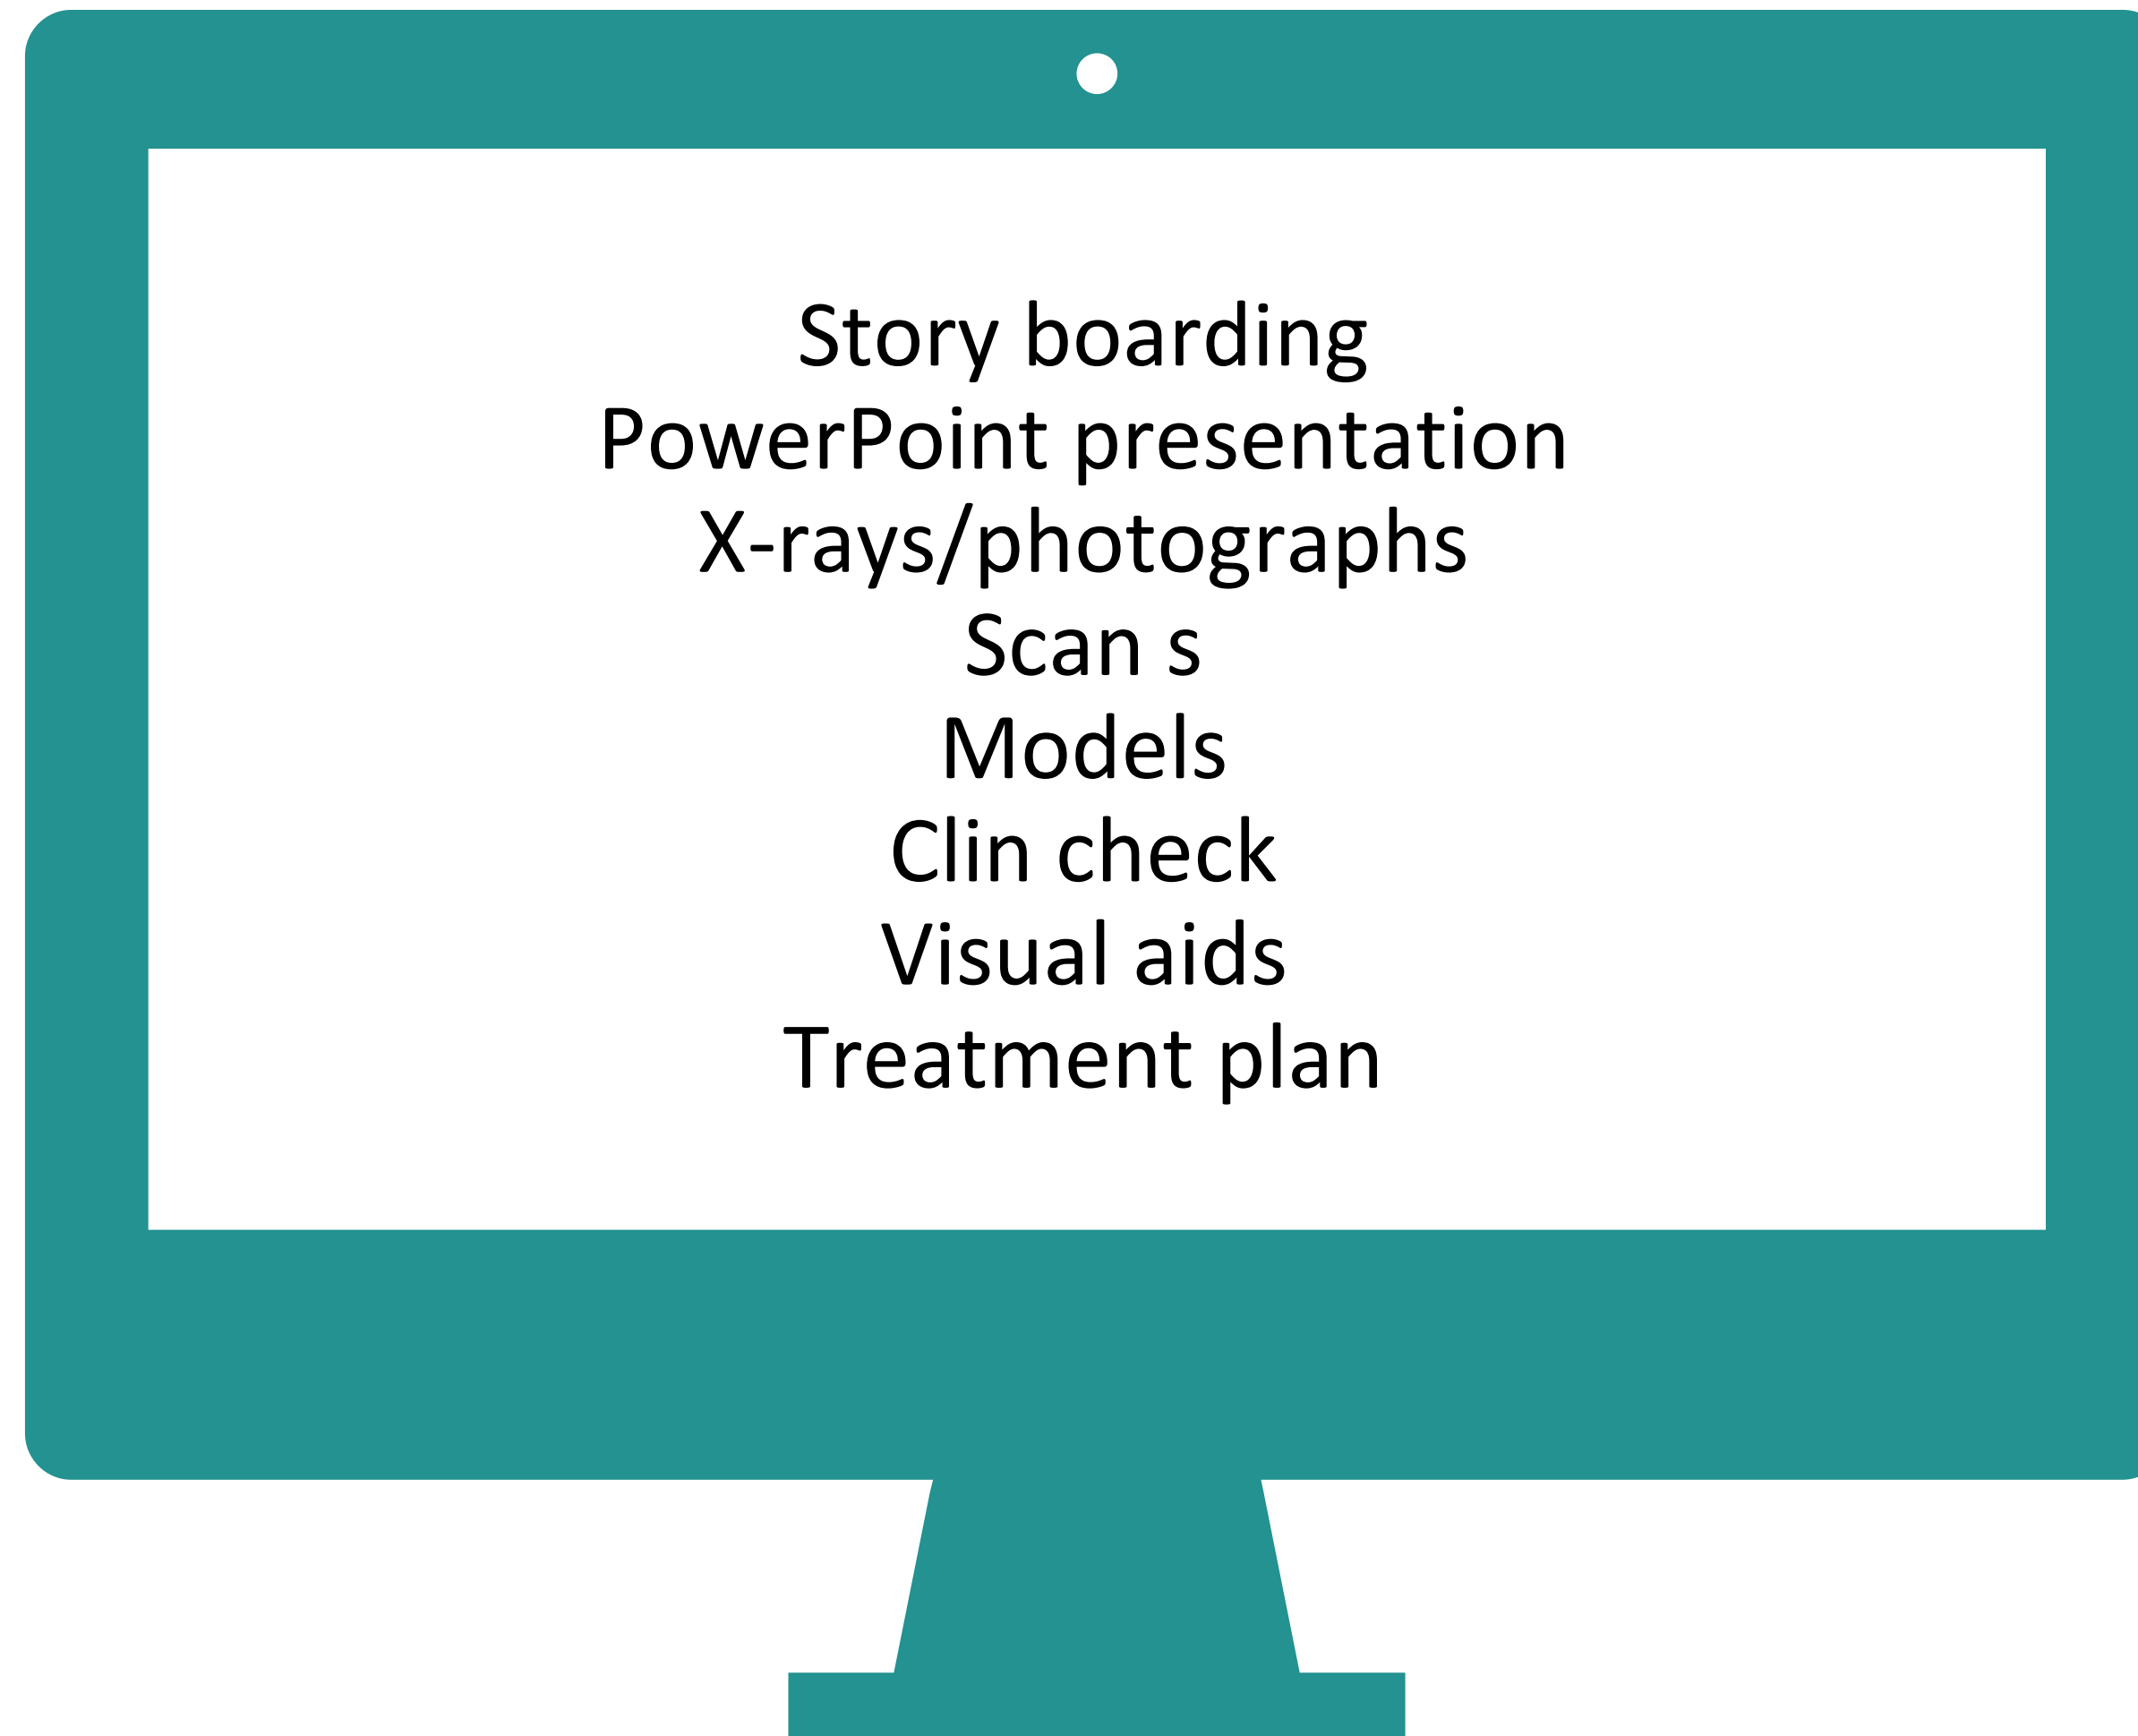 Story boarding
PowerPoint presentation
X-rays/photographs
Scan s
Models
Clin check
Visual aids
Treatment plan